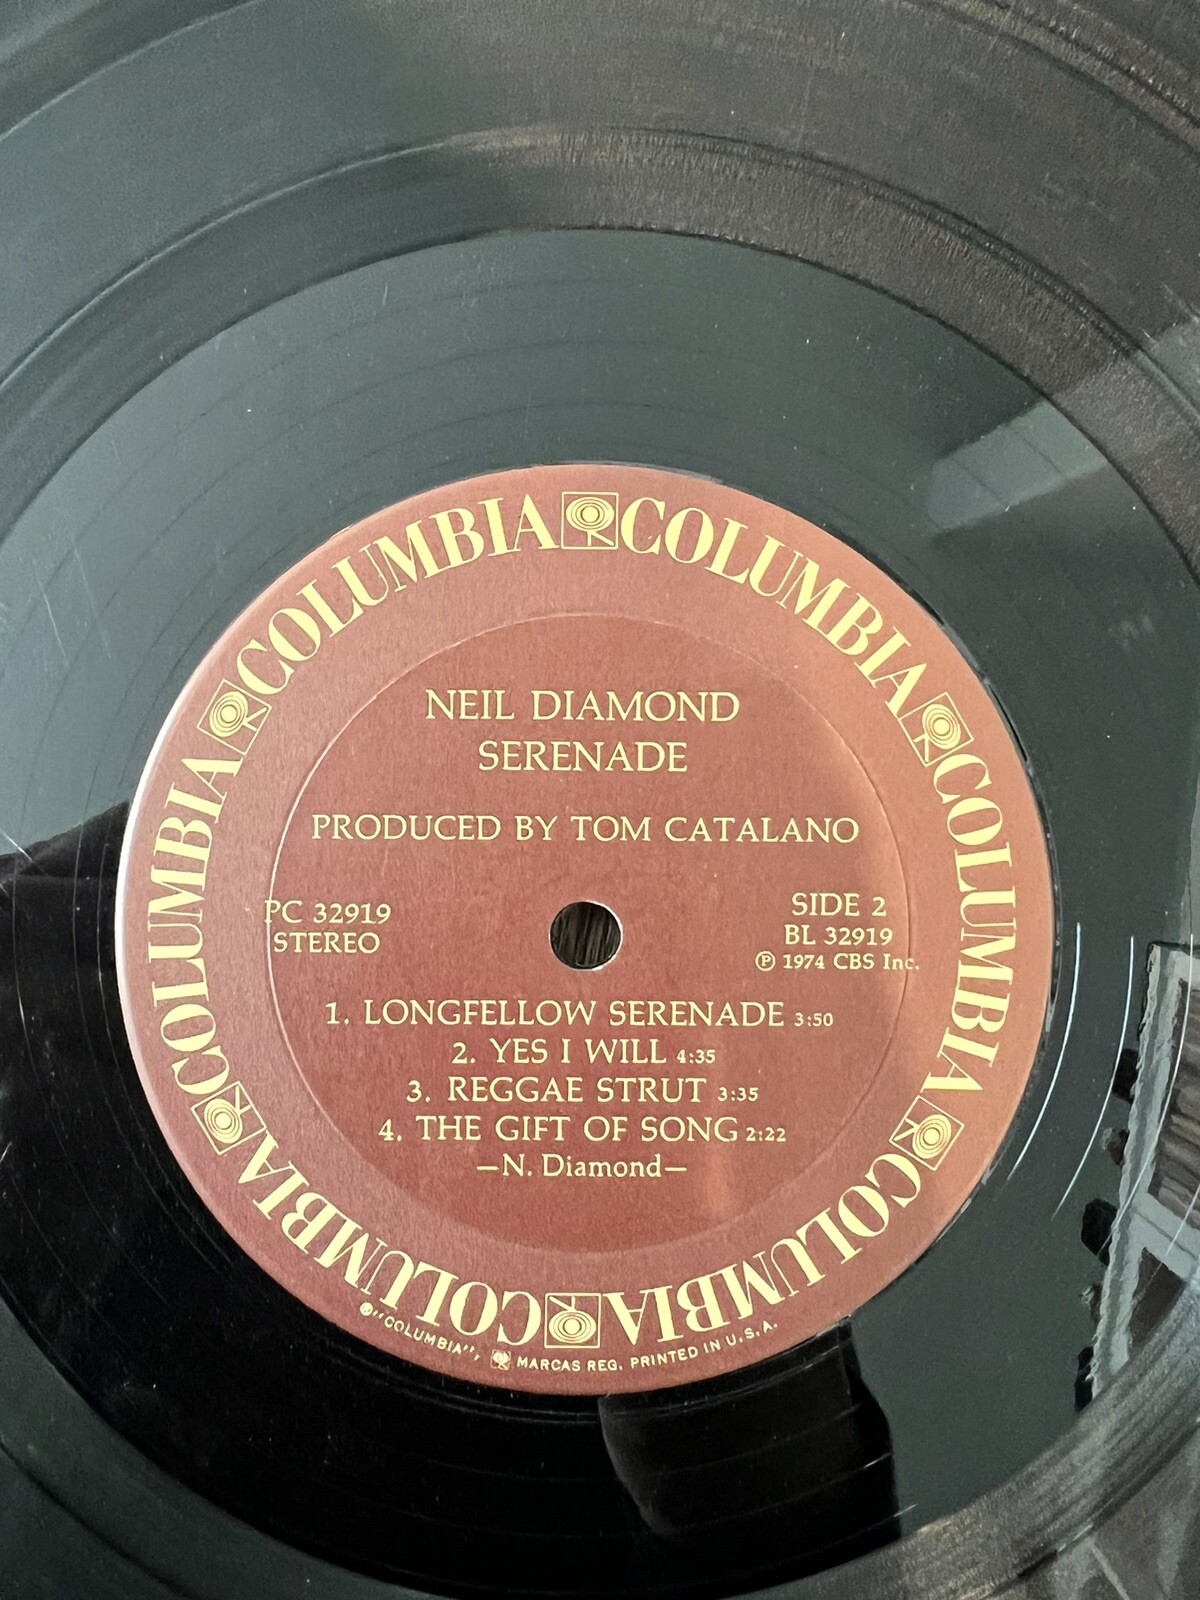 COLUMBIA COLUMBIA COLUMBIA COLUMBIA COLUMBIA COLUMBIA
NEIL DIAMOND
SERENADE
PRODUCED BY TOM CATALANO
PC 32919
STEREO
SIDE 2
BL 32919
Ⓟ 1974 CBS Inc.
1. LONGFELLOW SERENADE 3:50
2. YES I WILL 4:35
3. REGGAE STRUT 3:35
4. THE GIFT OF SONG 2:22
—N. Diamond—
®"COLUMBIA", MARCAS REG. PRINTED IN U.S.A.